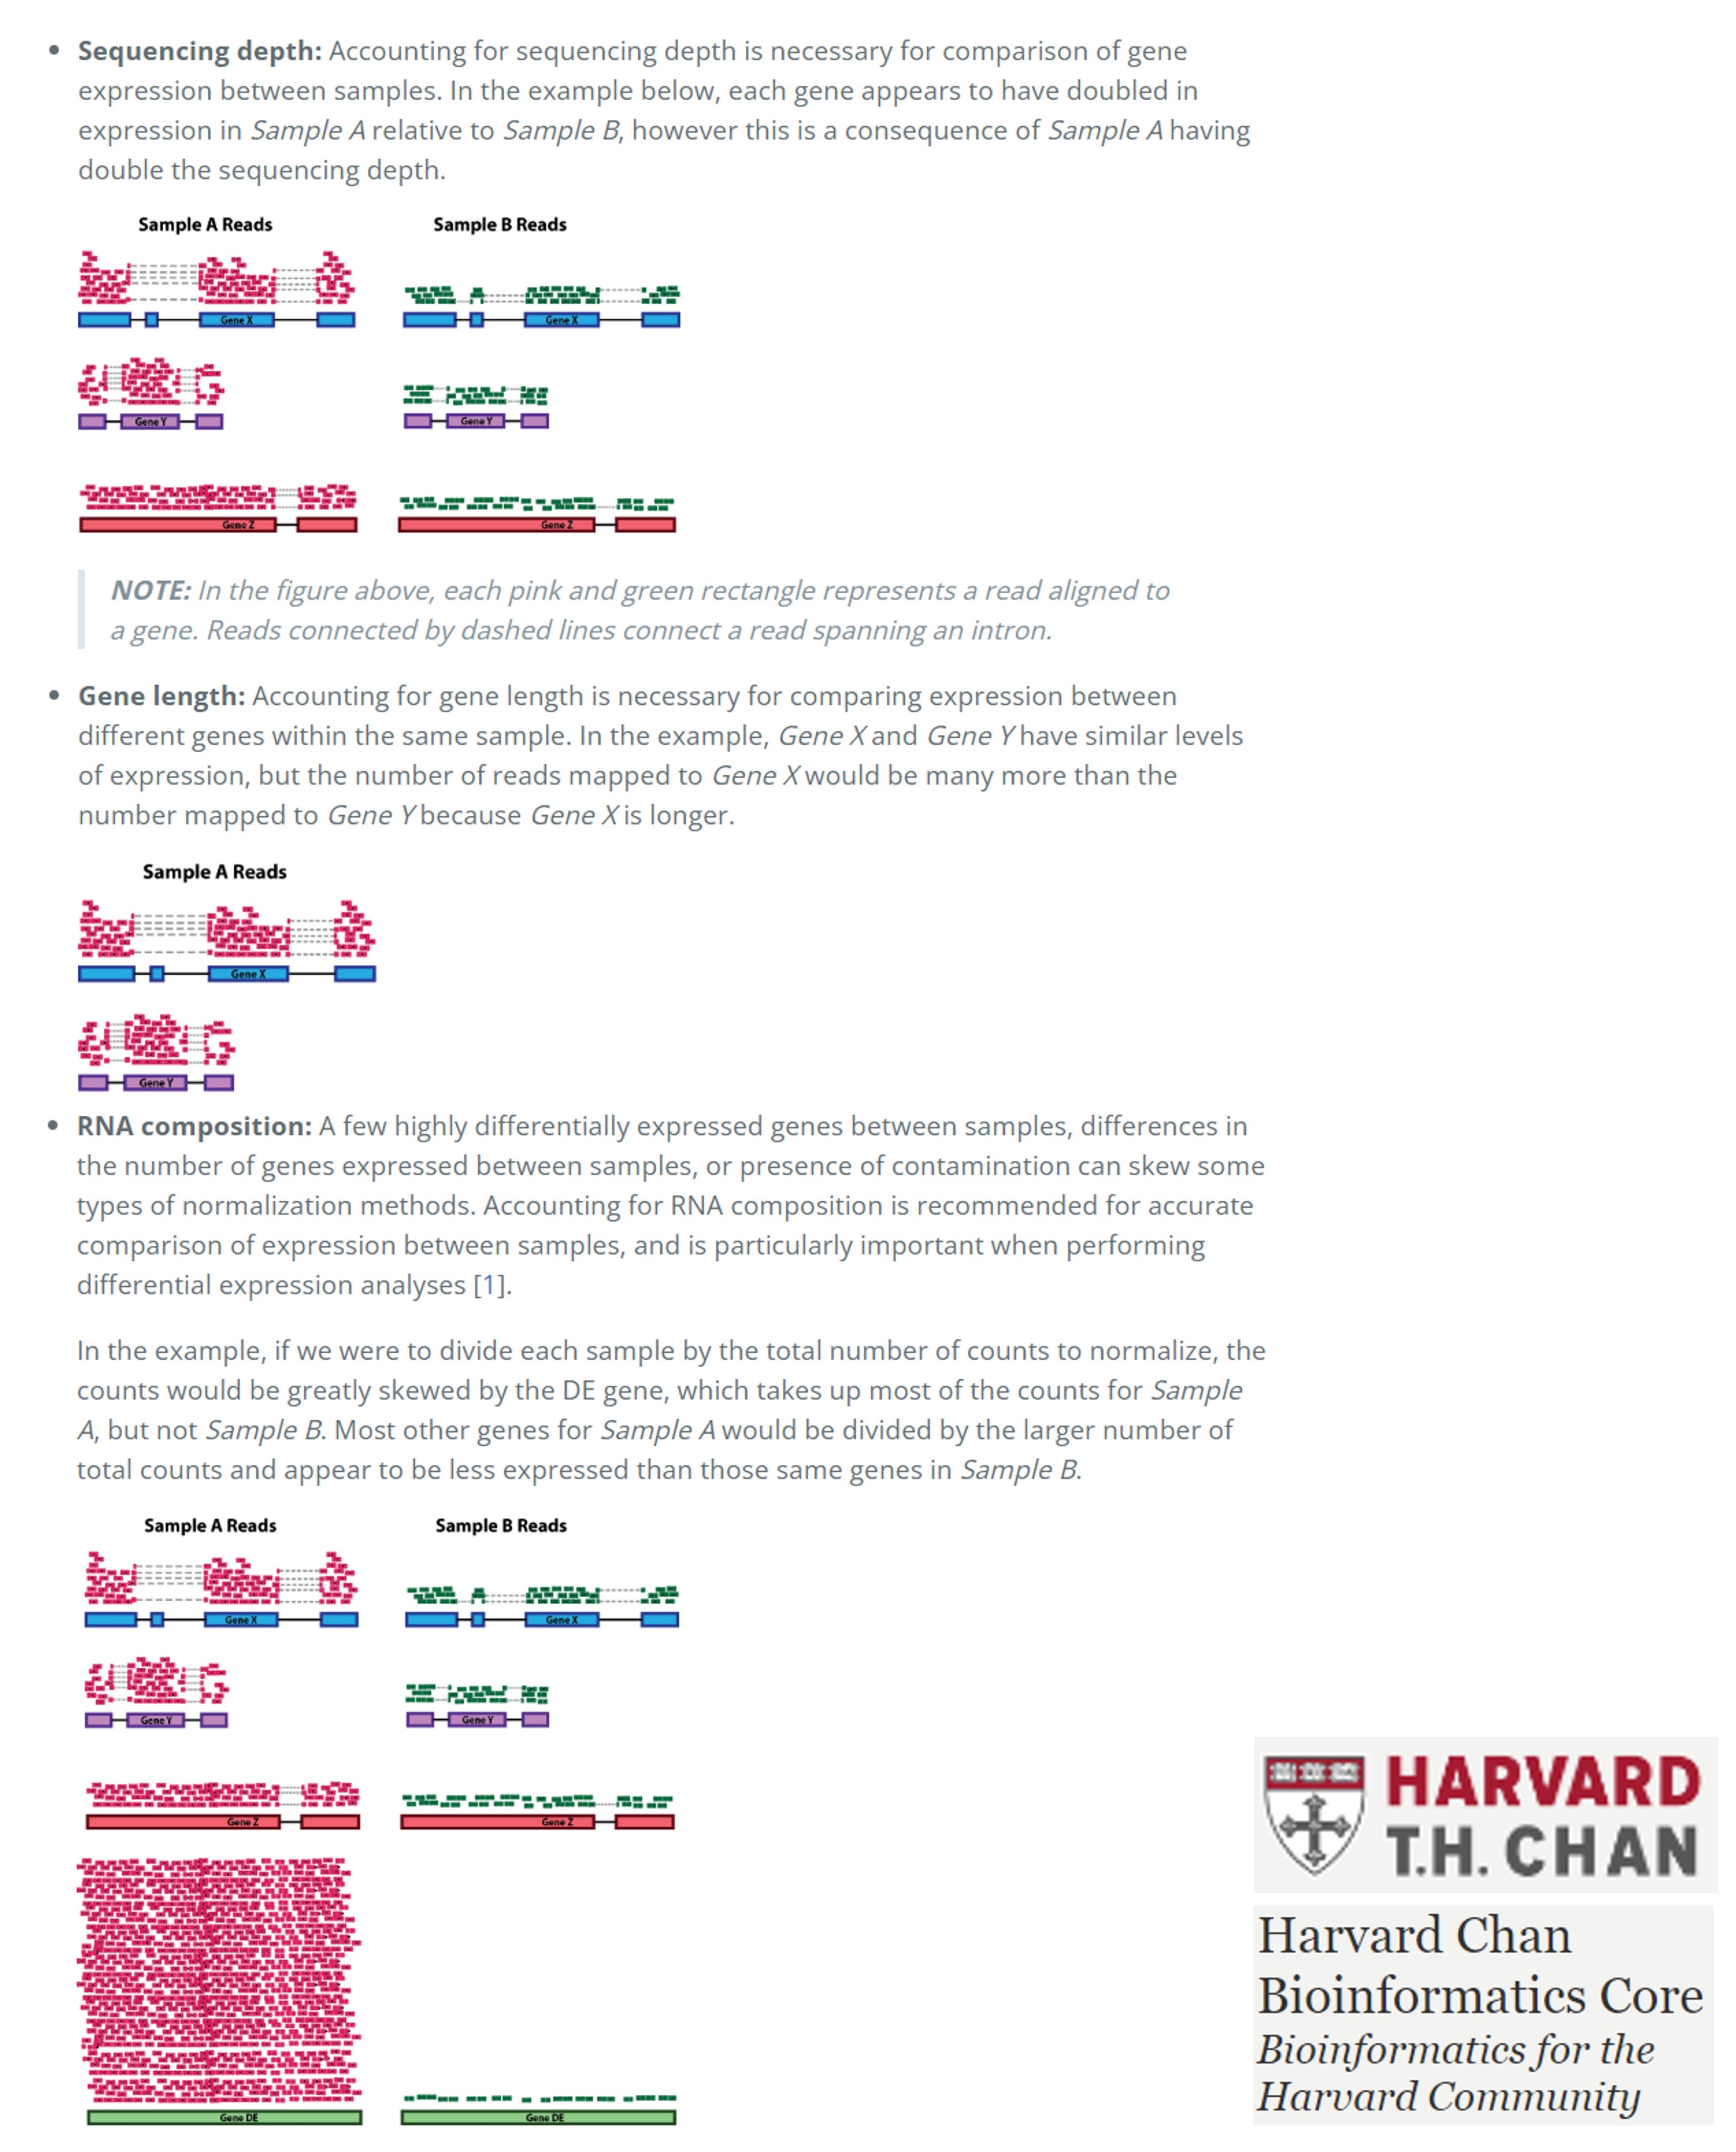 Sequencing depth: Accounting for sequencing depth is necessary for comparison of gene
expression between samples. In the example below, each gene appears to have doubled in
expression in Sample A relative to Sample B, however this is a consequence of Sample A having
double the sequencing depth.
Sample A Reads
Sample B Reads
Gene X
Gene X
Gene Y
Gene Y
Gene Z
Gene Z
NOTE: In the figure above, each pink and green rectangle represents a read aligned to
a gene. Reads connected by dashed lines connect a read spanning an intron.
Gene length: Accounting for gene length is necessary for comparing expression between
different genes within the same sample. In the example, Gene X and Gene Y have similar levels
of expression, but the number of reads mapped to Gene X would be many more than the
number mapped to Gene Y because Gene X is longer.
Sample A Reads
Gene X
Gene Y
RNA composition: A few highly differentially expressed genes between samples, differences in
the number of genes expressed between samples, or presence of contamination can skew some
types of normalization methods. Accounting for RNA composition is recommended for accurate
comparison of expression between samples, and is particularly important when performing
differential expression analyses [1].
In the example, if we were to divide each sample by the total number of counts to normalize, the
counts would be greatly skewed by the DE gene, which takes up most of the counts for Sample
A, but not Sample B. Most other genes for Sample A would be divided by the larger number of
total counts and appear to be less expressed than those same genes in Sample B.
Sample A Reads
Sample B Reads
Gene X
Gene X
Gene Y
Gene Y
Gene Z
Gene Z
Gene DE
Gene DE
HARVARD
T.H. CHAN
Harvard Chan
Bioinformatics Core
Bioinformatics for the
Harvard Community